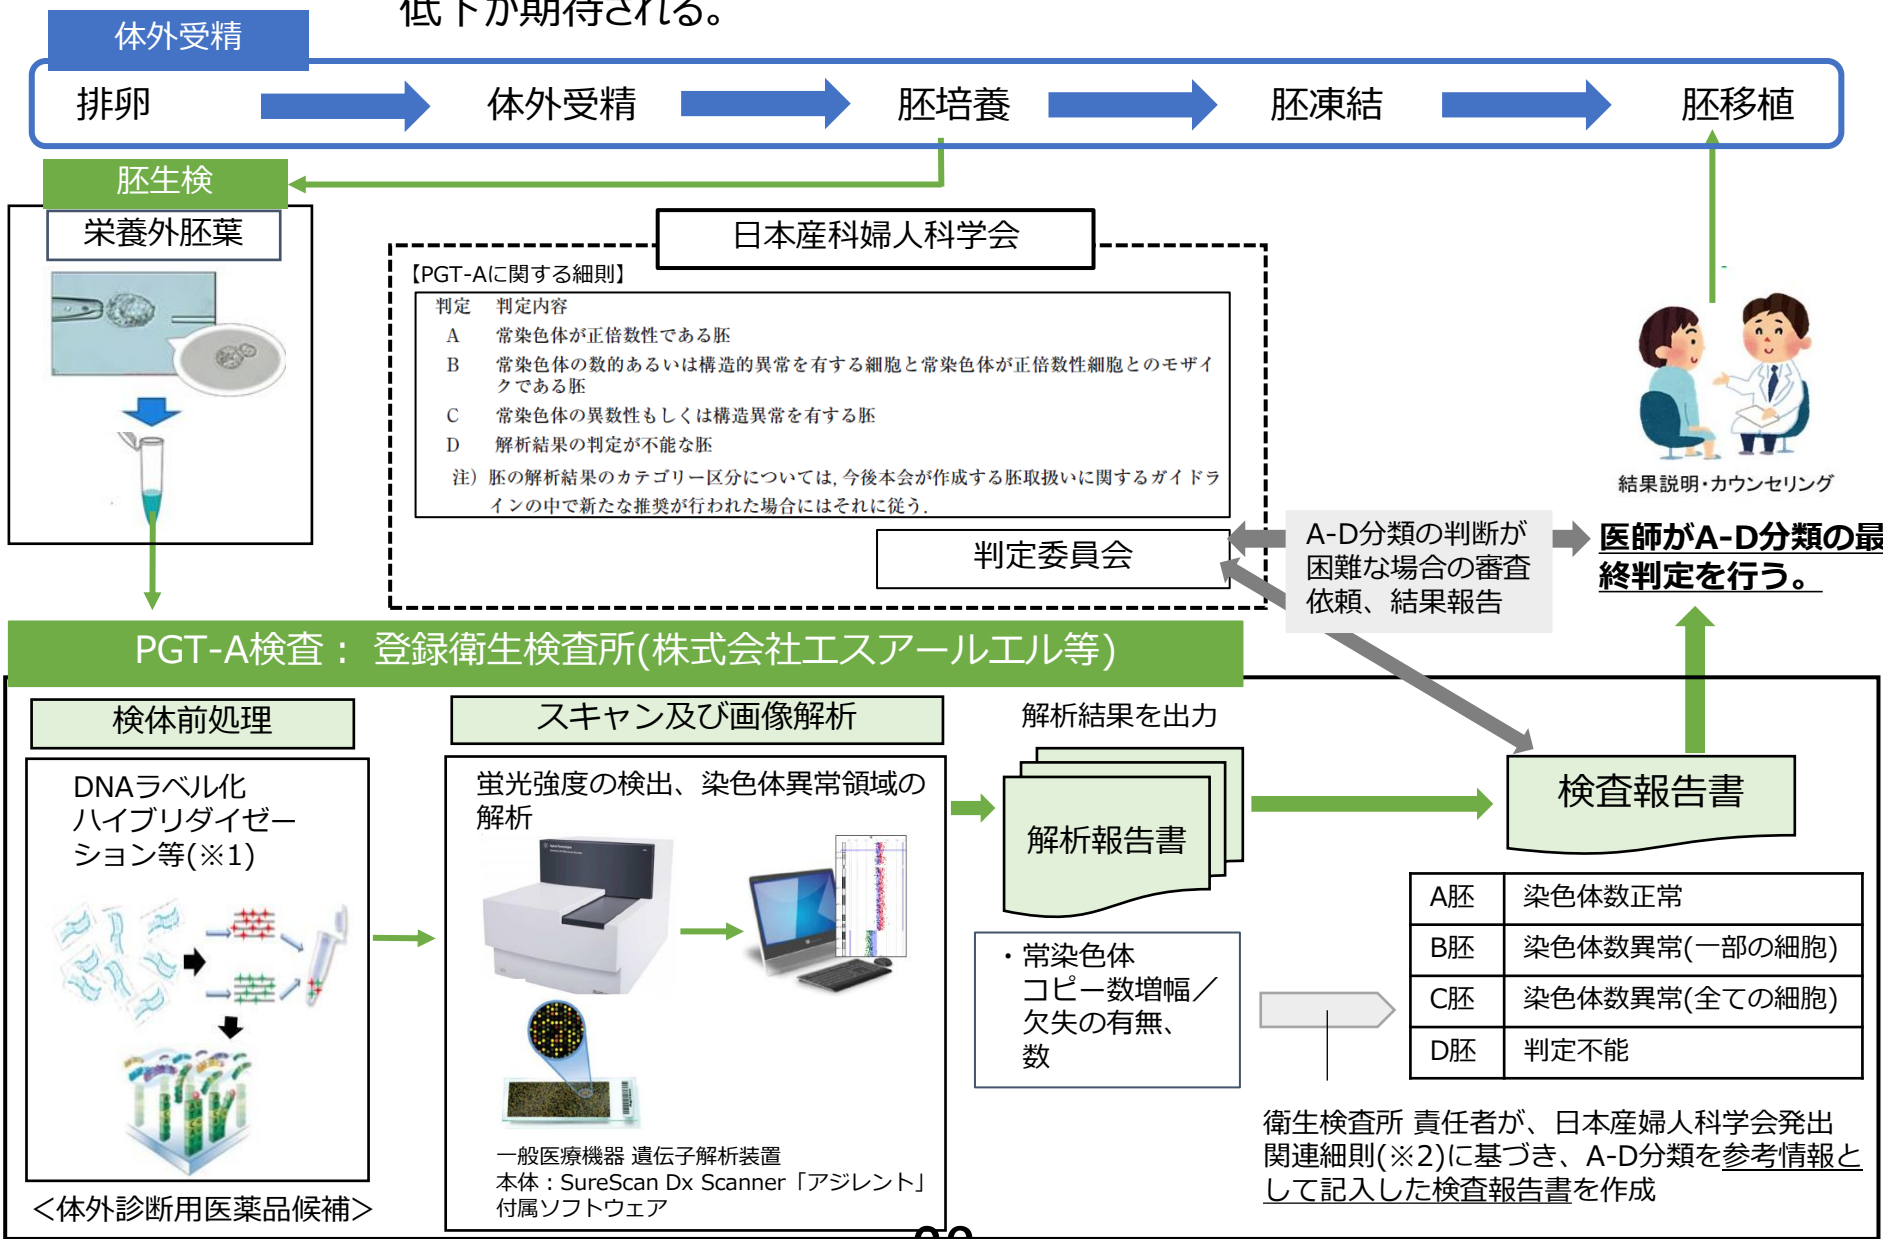 低下が期待される。
体外受精
排卵
体外受精
胚培養
胚凍結
胚移植
胚生検
栄養外胚葉
日本産科婦人科学会
【PGT-Aに関する細則】
判定 判定内容
A 常染色体が正倍数性である胚
B 常染色体の数的あるいは構造的異常を有する細胞と常染色体が正倍数性細胞とのモザイ
クである胚
C 常染色体の異数性もしくは構造異常を有する胚
D 解析結果の判定が不能な胚
注）胚の解析結果のカテゴリー区分については, 今後本会が作成する胚取扱いに関するガイドラ
インの中で新たな推奨が行われた場合にはそれに従う.
判定委員会
A-D分類の判断が
困難な場合の審査
依頼、結果報告
結果説明・カウンセリング
医師がA-D分類の最
終判定を行う。
PGT-A検査： 登録衛生検査所(株式会社エスアールエル等)
検体前処理
DNAラベル化
ハイブリダイゼー
ション等(※1)
＜体外診断用医薬品候補＞
スキャン及び画像解析
蛍光強度の検出、染色体異常領域の
解析
一般医療機器 遺伝子解析装置
本体：SureScan Dx Scanner「アジレント」
付属ソフトウェア
解析結果を出力
解析報告書
・常染色体
コピー数増幅／
欠失の有無、
数
検査報告書
A胚 染色体数正常
B胚 染色体数異常(一部の細胞)
C胚 染色体数異常(全ての細胞)
D胚 判定不能
衛生検査所 責任者が、日本産婦人科学会発出
関連細則(※2)に基づき、A-D分類を参考情報と
して記入した検査報告書を作成